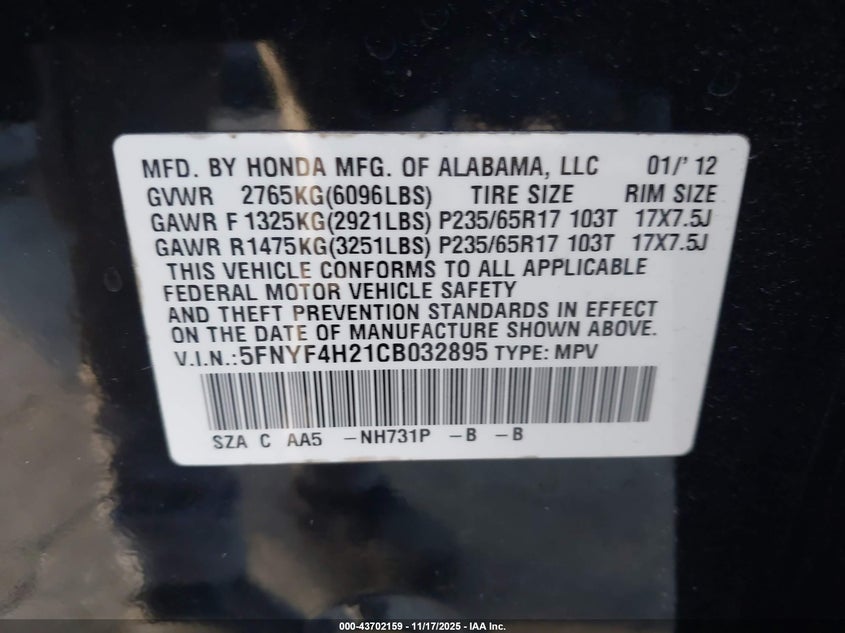 MFD. BY HONDA MFG. OF ALABAMA, LLC 01/' 12
GVWR 2765KG(6096LBS) TIRE SIZE RIM SIZE
GAWR F 1325KG(2921LBS) P235/65R17 103T 17X7.5J
GAWR R1475KG(3251LBS) P235/65R17 103T 17X7.5J
THIS VEHICLE CONFORMS TO ALL APPLICABLE
FEDERAL MOTOR VEHICLE SAFETY
AND THEFT PREVENTION STANDARDS IN EFFECT
ON THE DATE OF MANUFACTURE SHOWN ABOVE.
V.I.N.:5FNYF4H21CB032895 TYPE: MPV
SZA C AA5 -NH731P -B -B
000-43702159 - 11/17/2025 - IAA Inc.